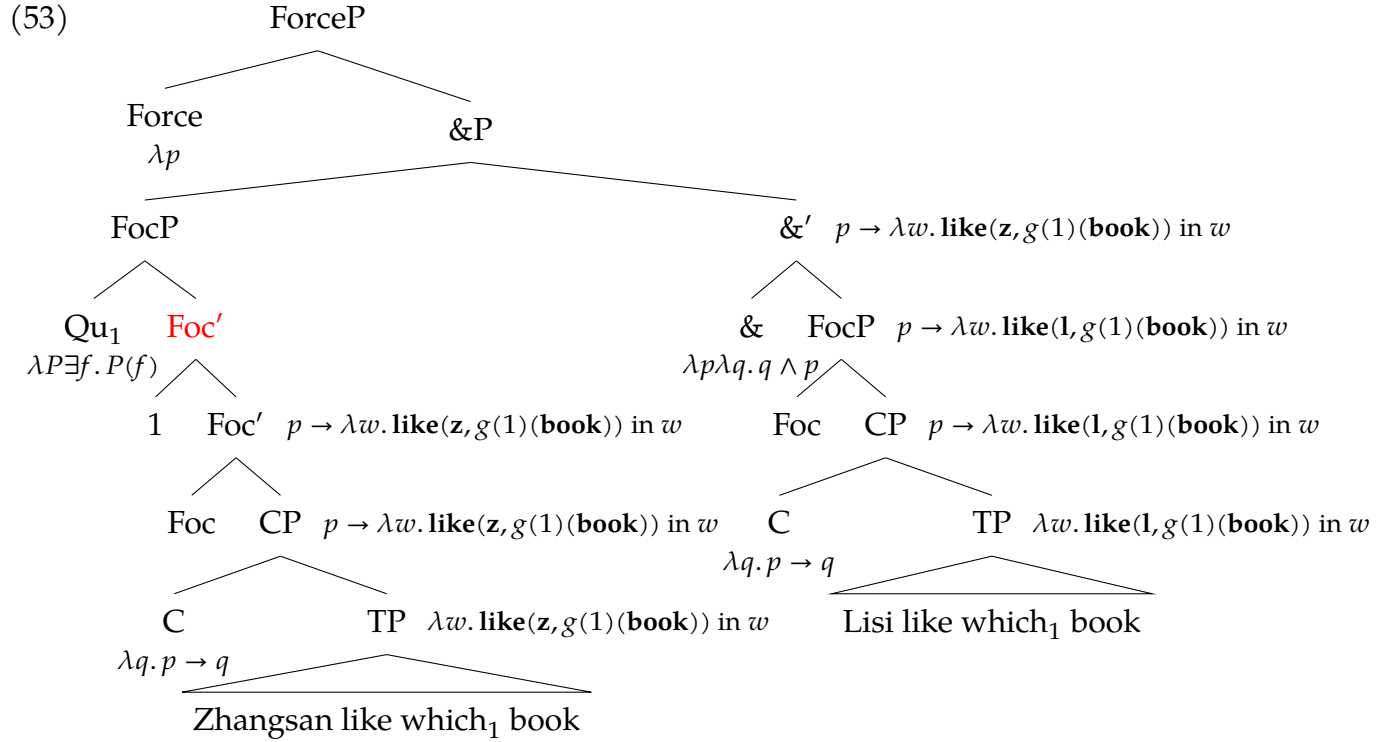 (53) ForceP
Force &P
λp
FocP &′ p → λw. like(z, g(1)(book)) in w
Qu₁ Foc′ & FocP p → λw. like(l, g(1)(book)) in w
λP∃f. P(f) λpλq. q ∧ p
1 Foc′ p → λw. like(z, g(1)(book)) in w Foc CP p → λw. like(l, g(1)(book)) in w
Foc CP p → λw. like(z, g(1)(book)) in w C TP λw. like(l, g(1)(book)) in w
λq. p → q
C TP λw. like(z, g(1)(book)) in w Lisi like which₁ book
λq. p → q
Zhangsan like which₁ book